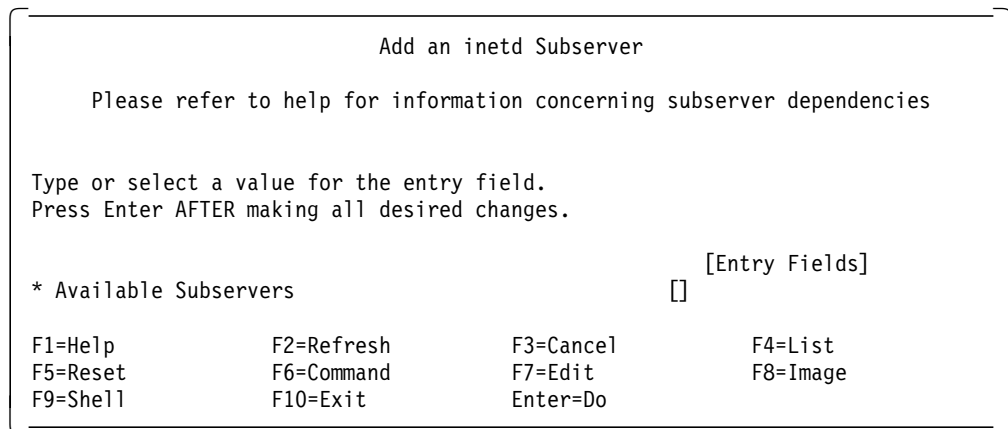 Add an inetd Subserver
Please refer to help for information concerning subserver dependencies
Type or select a value for the entry field.
Press Enter AFTER making all desired changes.
[Entry Fields]
* Available Subservers []
F1=Help F2=Refresh F3=Cancel F4=List
F5=Reset F6=Command F7=Edit F8=Image
F9=Shell F10=Exit Enter=Do